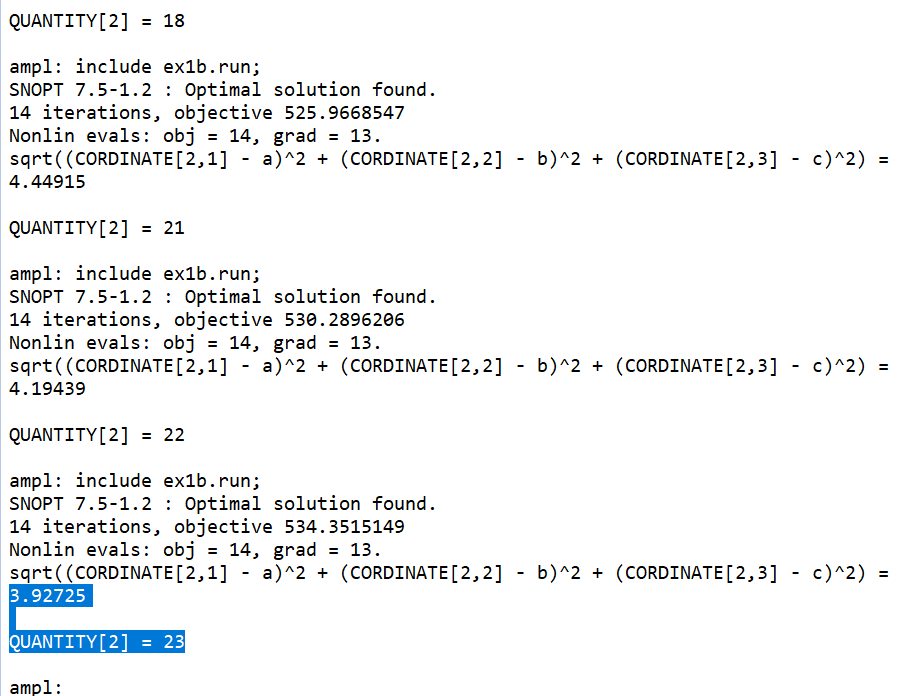 QUANTITY[2] = 18
ampl: include ex1b.run;
SNOPT 7.5-1.2 : Optimal solution found.
14 iterations, objective 525.9668547
Nonlin evals: obj = 14, grad = 13.
sqrt((CORDINATE[2,1] - a)^2 + (CORDINATE[2,2] - b)^2 + (CORDINATE[2,3] - c)^2) =
4.44915
QUANTITY[2] = 21
ampl: include ex1b.run;
SNOPT 7.5-1.2 : Optimal solution found.
14 iterations, objective 530.2896206
Nonlin evals: obj = 14, grad = 13.
sqrt((CORDINATE[2,1] - a)^2 + (CORDINATE[2,2] - b)^2 + (CORDINATE[2,3] - c)^2) =
4.19439
QUANTITY[2] = 22
ampl: include ex1b.run;
SNOPT 7.5-1.2 : Optimal solution found.
14 iterations, objective 534.3515149
Nonlin evals: obj = 14, grad = 13.
sqrt((CORDINATE[2,1] - a)^2 + (CORDINATE[2,2] - b)^2 + (CORDINATE[2,3] - c)^2) =
3.92725
QUANTITY[2] = 23
ampl: